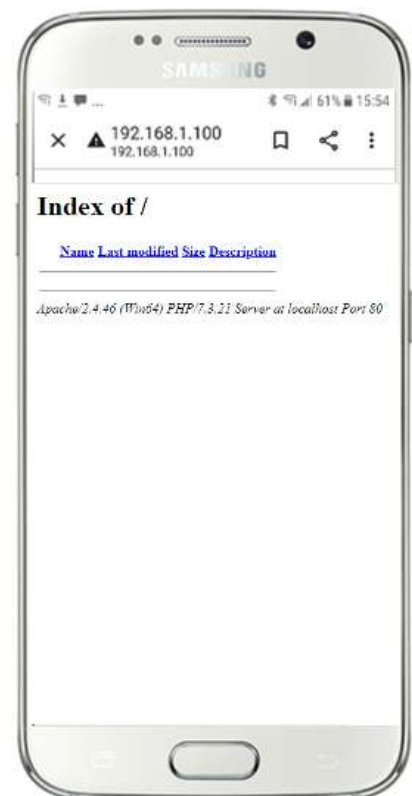 SAMSUNG
... 61% 15:54
192.168.1.100
192.168.1.100
Index of /
Name Last modified Size Description
Apache/2.4.46 (Win64) PHP/7.3.21 Server at localhost Port 80